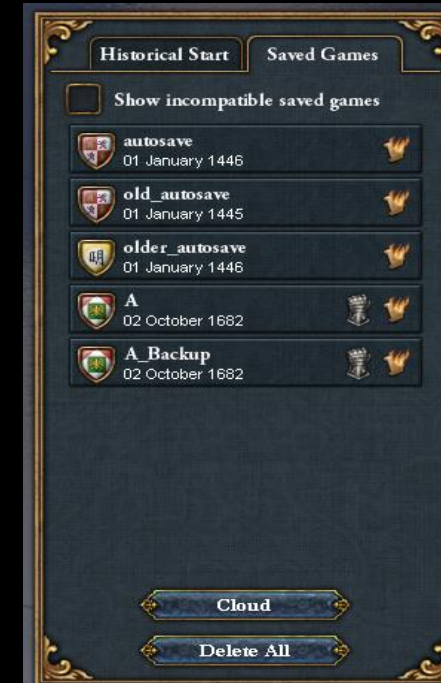 Historical Start
Saved Games
Show incompatible saved games
autosave
01 January 1446
old_autosave
01 January 1445
older_autosave
明
01 January 1446
A
02 October 1682
A_Backup
02 October 1682
Cloud
Delete All